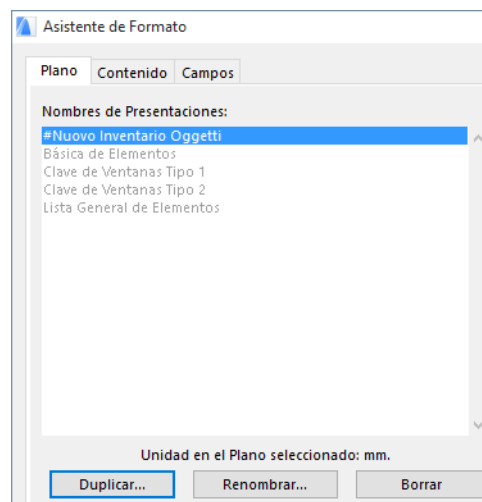 Asistente de Formato
Plano Contenido Campos
Nombres de Presentaciones:
#Nuovo Inventario Oggetti
Básica de Elementos
Clave de Ventanas Tipo 1
Clave de Ventanas Tipo 2
Lista General de Elementos
Unidad en el Plano seleccionado: mm.
Duplicar... Renombrar... Borrar